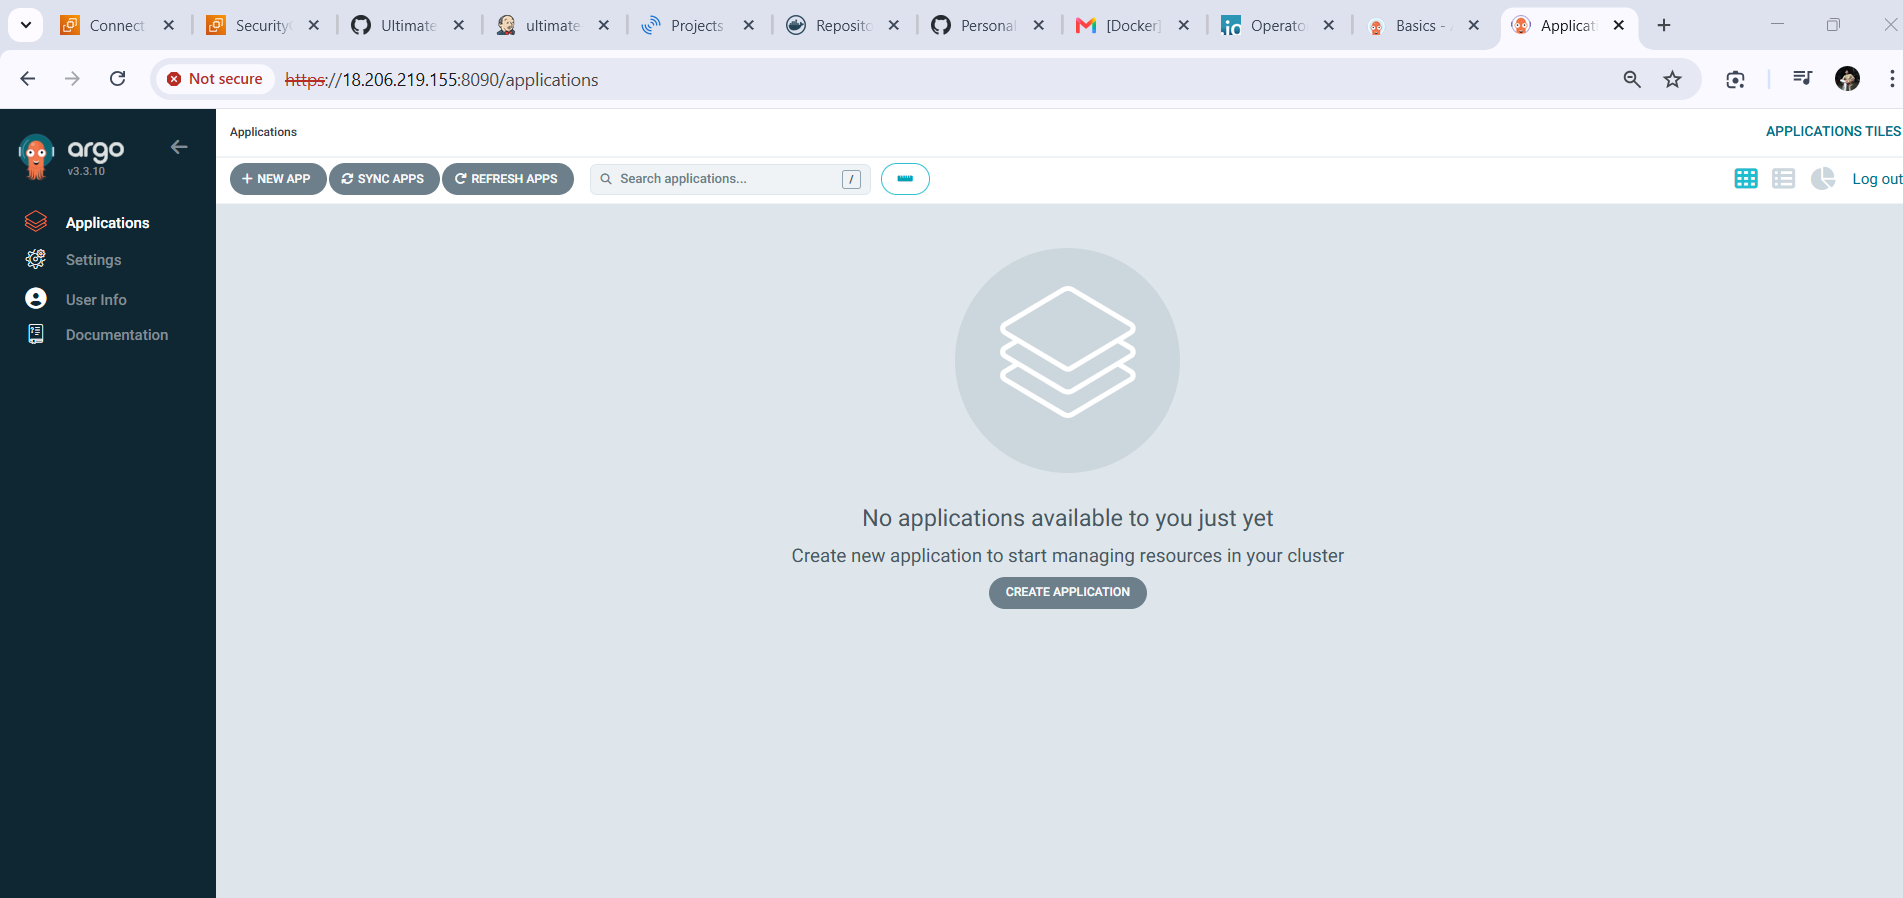 Connect
Security
Ultimate
ultimate
Projects
Reposito
Personal
[Docker]
Operato
Basics -
Applicati
Not secure
https://18.206.219.155:8090/applications
argo
v3.3.10
Applications
Settings
User Info
Documentation
Applications
APPLICATIONS TILES
NEW APP
SYNC APPS
REFRESH APPS
Search applications...
/
Log out
No applications available to you just yet
Create new application to start managing resources in your cluster
CREATE APPLICATION